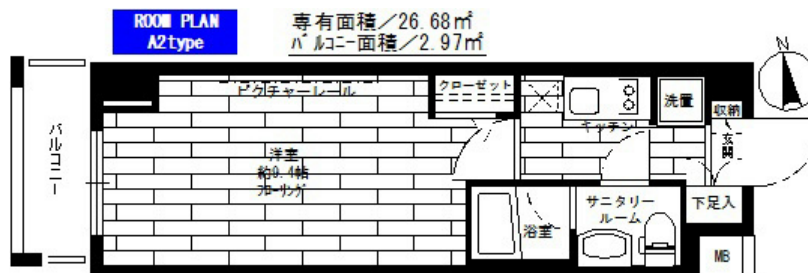 ROOM PLAN
A2type
専有面積/26.68㎡
バルコニー面積/2.97㎡
N
ピクチャーレール
クローゼット
洗置
収納
キッチン
玄関
バルコニー
洋室
約9.4帖
フローリング
サニタリー
ルーム
下足入
浴室
MB